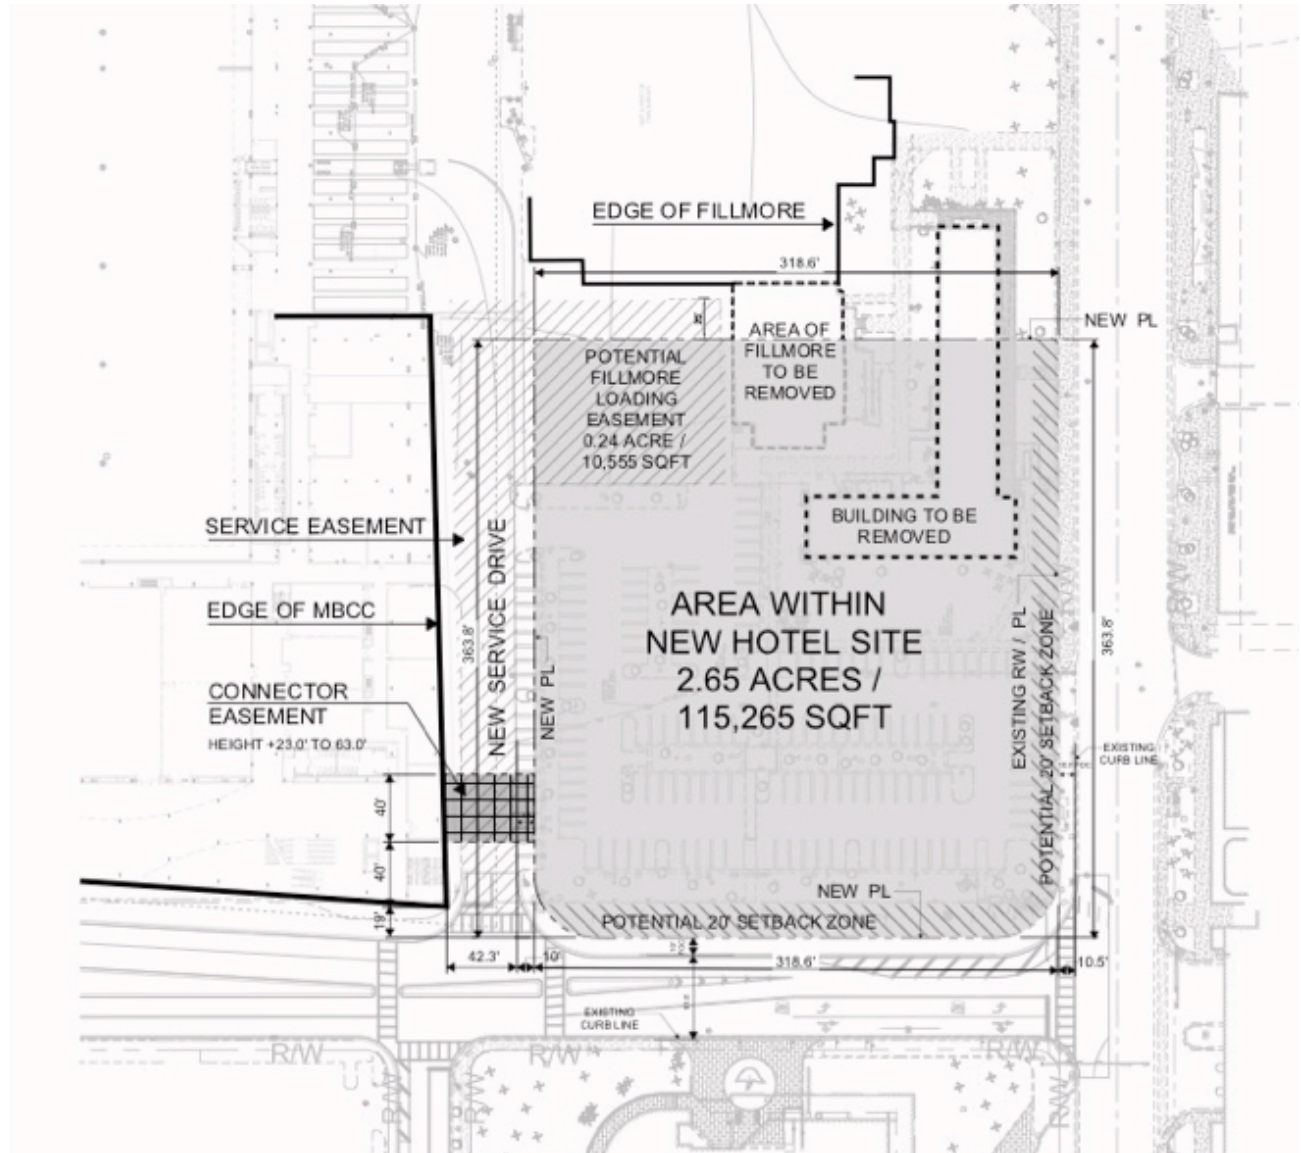 EDGE OF FILLMORE
318.6'
NEW PL
AREA OF
FILLMORE
TO BE
REMOVED
POTENTIAL
FILLMORE
LOADING
EASEMENT
0.24 ACRE /
10,555 SQFT
BUILDING TO BE
REMOVED
SERVICE EASEMENT
NEW SERVICE DRIVE
EDGE OF MBCC
363.8'
363.8'
AREA WITHIN
NEW HOTEL SITE
2.65 ACRES /
115,265 SQFT
EXISTING RW / PL
POTENTIAL 20' SETBACK ZONE
R/W
CONNECTOR
EASEMENT
HEIGHT +23.0' TO 63.0'
NEW PL
EXISTING
CURB LINE
40'
40'
19'
NEW PL
POTENTIAL 20' SETBACK ZONE
42.3'
10'
318.6'
10.5'
EXISTING
CURB LINE
R/W
R/W
R/W
R/W
R/W
R/W